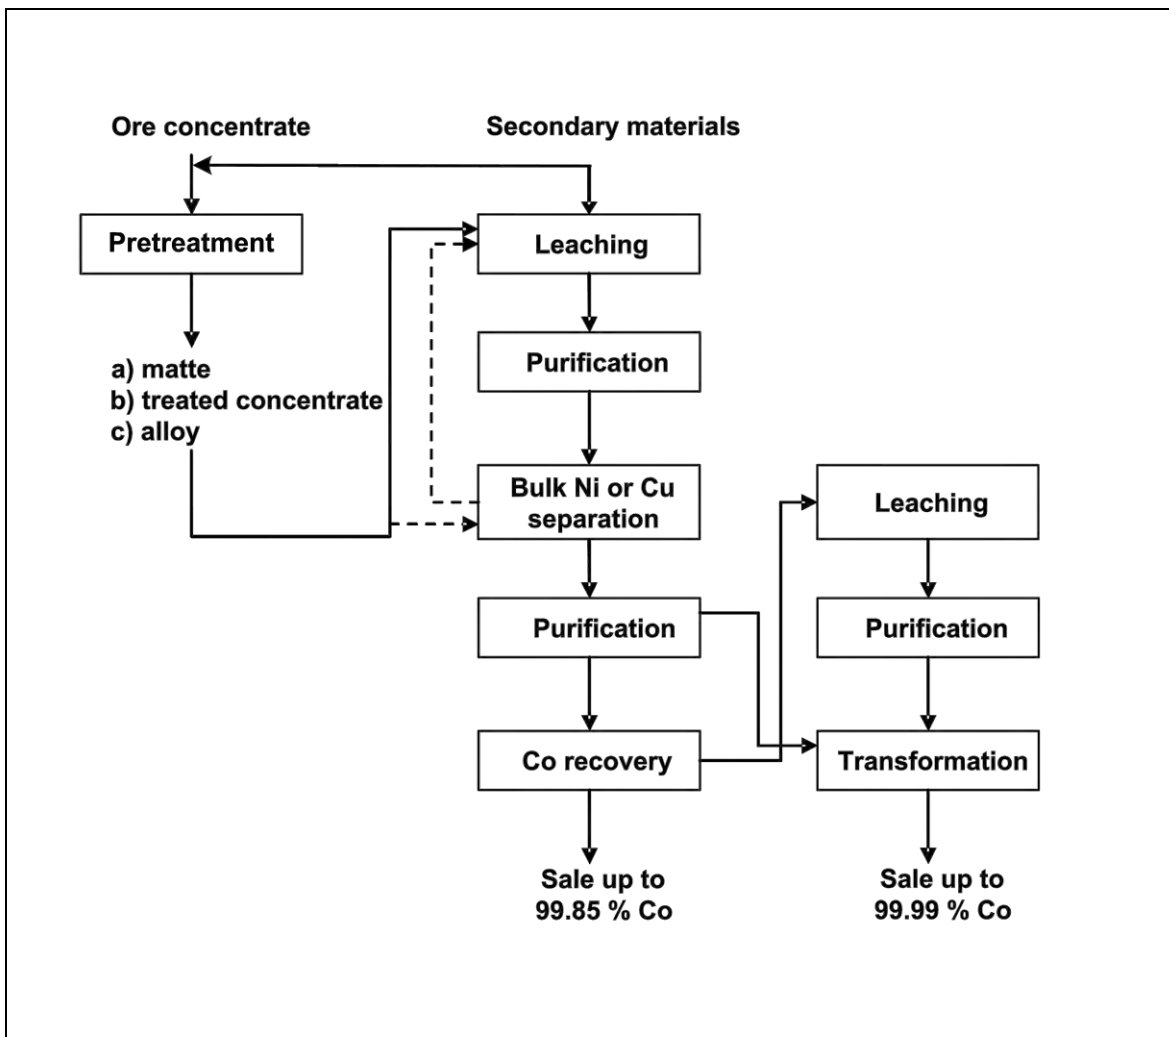 Ore concentrate
Secondary materials
Pretreatment
Leaching
a) matte
b) treated concentrate
c) alloy
Purification
Bulk Ni or Cu
separation
Leaching
Purification
Purification
Co recovery
Transformation
Sale up to
99.85 % Co
Sale up to
99.99 % Co